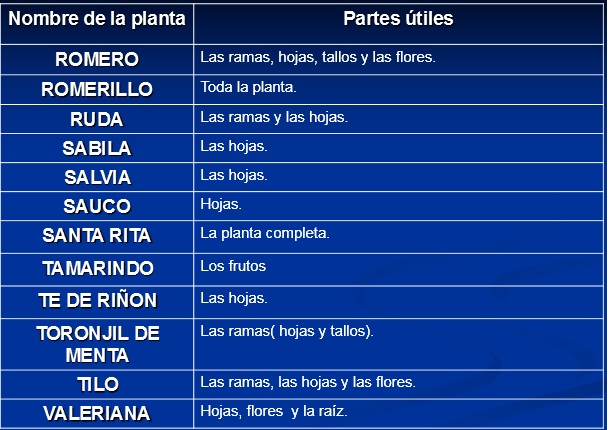 Nombre de la planta Partes útiles
ROMERO Las ramas, hojas, tallos y las flores.
ROMERILLO Toda la planta.
RUDA Las ramas y las hojas.
SABILA Las hojas.
SALVIA Las hojas.
SAUCO Hojas.
SANTA RITA La planta completa.
TAMARINDO Los frutos
TE DE RIÑON Las hojas.
TORONJIL DE Las ramas( hojas y tallos).
MENTA
TILO Las ramas, las hojas y las flores.
VALERIANA Hojas, flores  y la raíz.